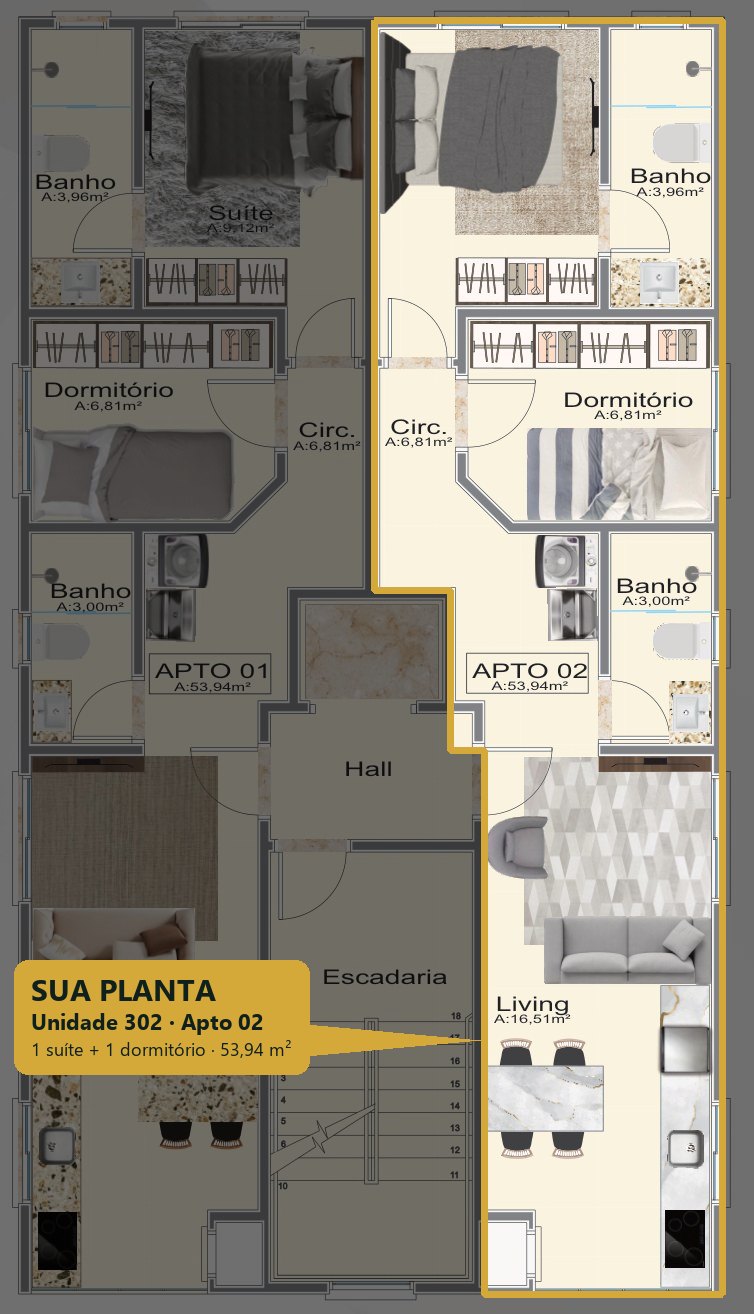 Banho
A:3,96m²
Suíte
A:9,12m²
Banho
A:3,96m²
Dormitório
A:6,81m²
Circ.
A:6,81m²
Circ.
A:6,81m²
Dormitório
A:6,81m²
Banho
A:3,00m²
Banho
A:3,00m²
APTO 01
A:53,94m²
APTO 02
A:53,94m²
Hall
Escadaria
SUA PLANTA
Unidade 302 · Apto 02
1 suíte + 1 dormitório · 53,94 m²
Living
A:16,51m²
18
17
16
15
14
13
12
11
3
4
5
6
10